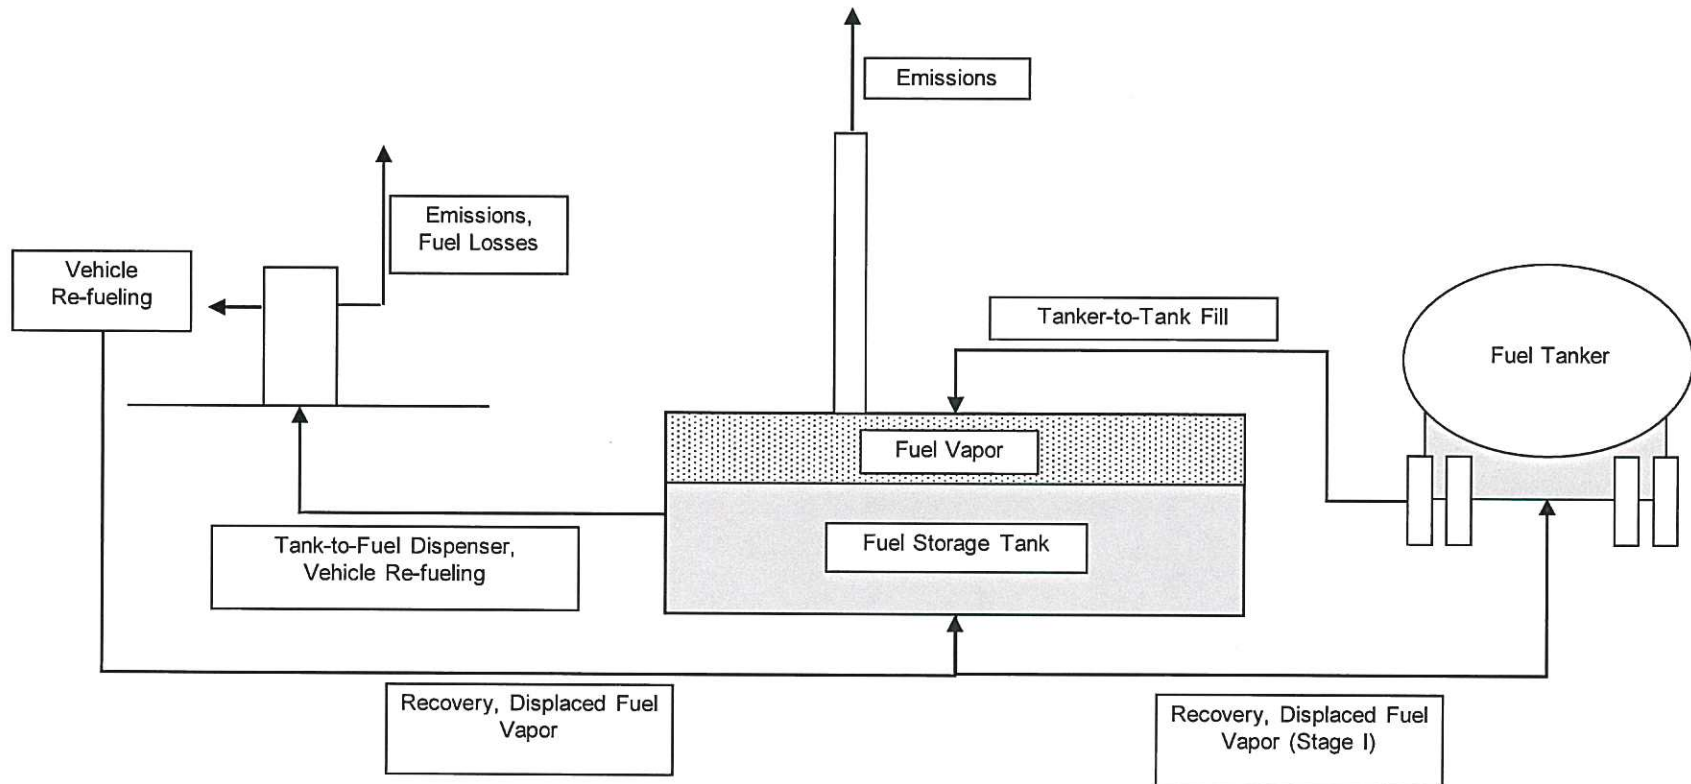 Emissions
Emissions,
Fuel Losses
Vehicle
Re-fueling
Tanker-to-Tank Fill
Fuel Tanker
Fuel Vapor
Fuel Storage Tank
Tank-to-Fuel Dispenser,
Vehicle Re-fueling
Recovery, Displaced Fuel
Vapor
Recovery, Displaced Fuel
Vapor (Stage I)